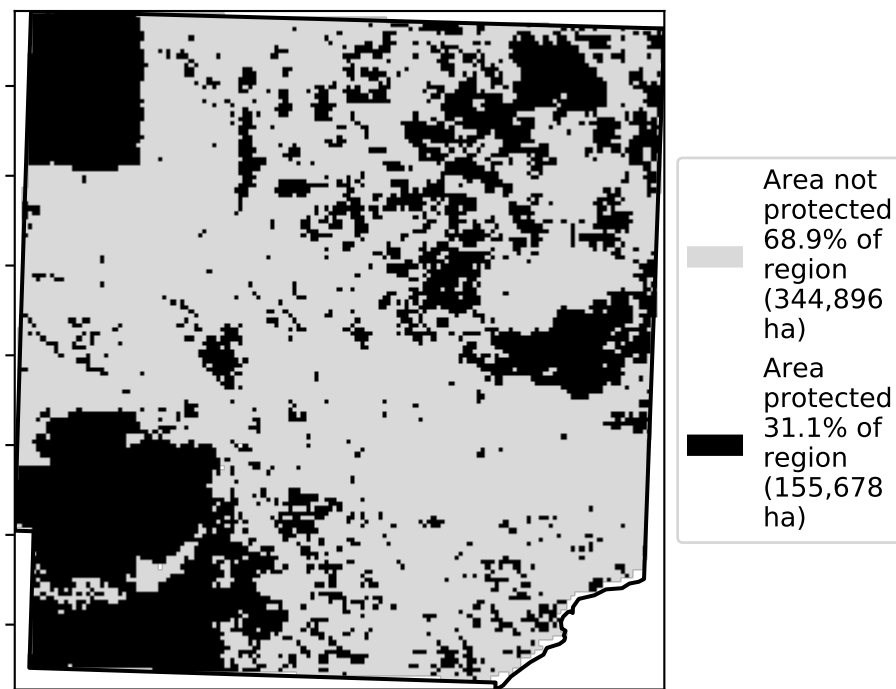 Area not
protected
68.9% of
region
(344,896
ha)
Area
protected
31.1% of
region
(155,678
ha)